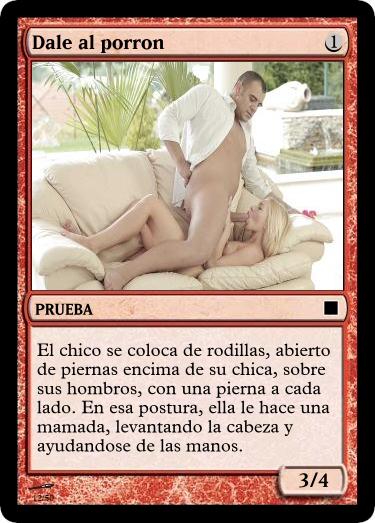 Dale al porron
1
PRUEBA
El chico se coloca de rodillas, abierto
de piernas encima de su chica, sobre
sus hombros, con una pierna a cada
lado. En esa postura, ella le hace una
mamada, levantando la cabeza y
ayudandose de las manos.
3/4
12/50